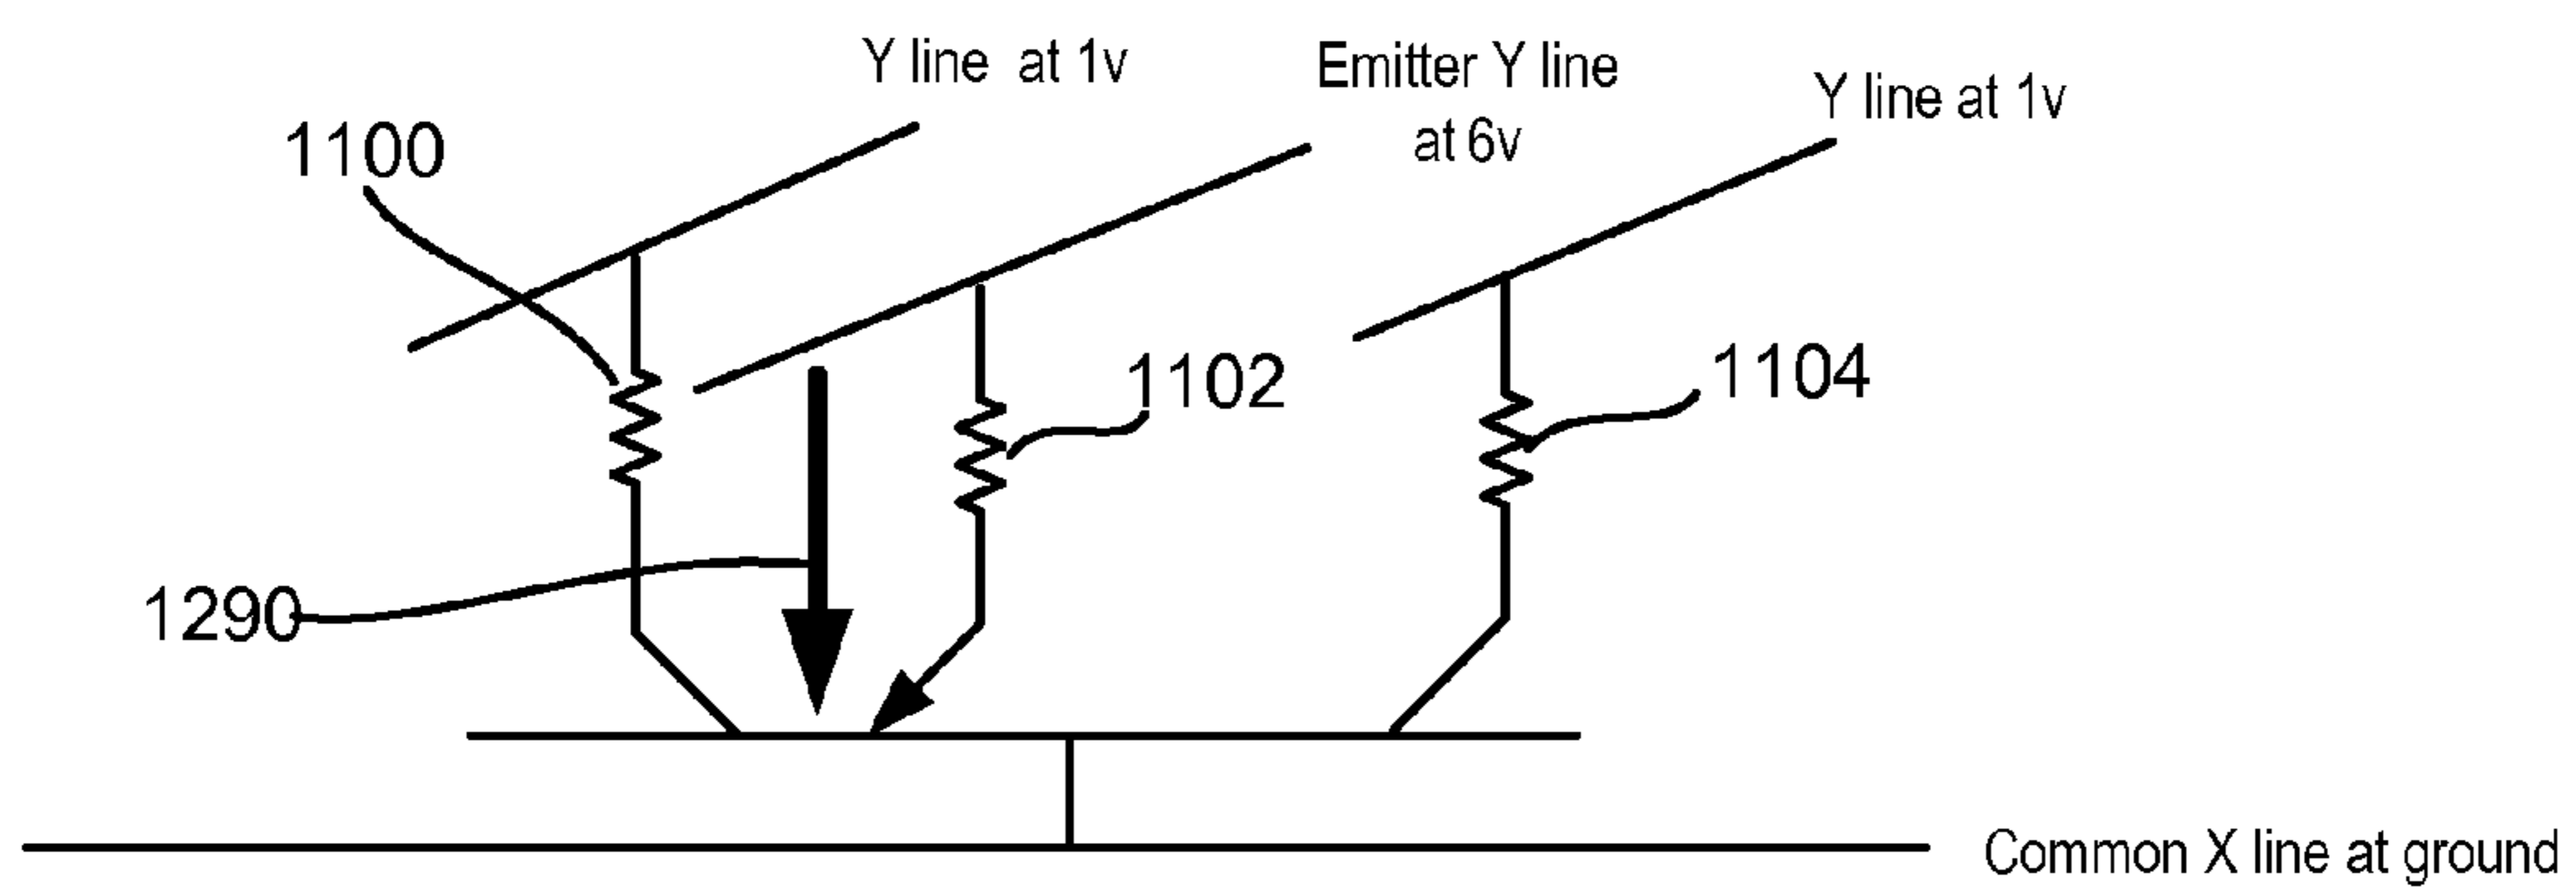 Y line at 1v
Emitter Y line
at 6v
Y line at 1v
1100
1102
1104
1290
Common X line at ground